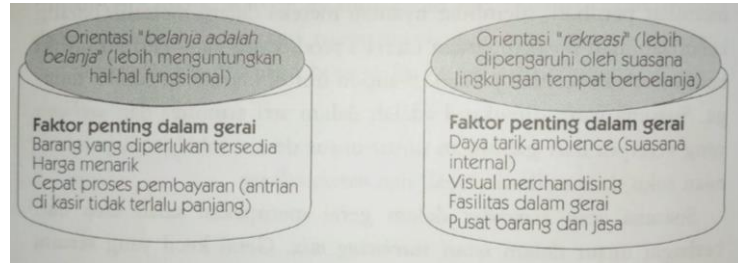 Orientasi "belanja adalah
belanja" (lebih menguntungkan
hal-hal fungsional)
Faktor penting dalam gerai
Barang yang diperlukan tersedia
Harga menarik
Cepat proses pembayaran (antrian
di kasir tidak terlalu panjang)
Orientasi "rekreasi" (lebih
dipengaruhi oleh suasana
lingkungan tempat berbelanja)
Faktor penting dalam gerai
Daya tarik ambience (suasana
internal)
Visual merchandising
Fasilitas dalam gerai
Pusat barang dan jasa